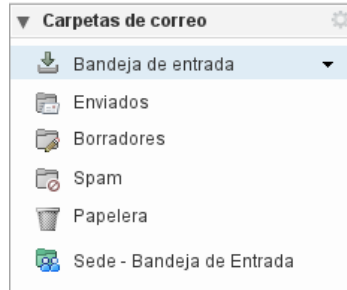 Carpetas de correo
Bandeja de entrada
Enviados
Borradores
Spam
Papelera
Sede - Bandeja de Entrada